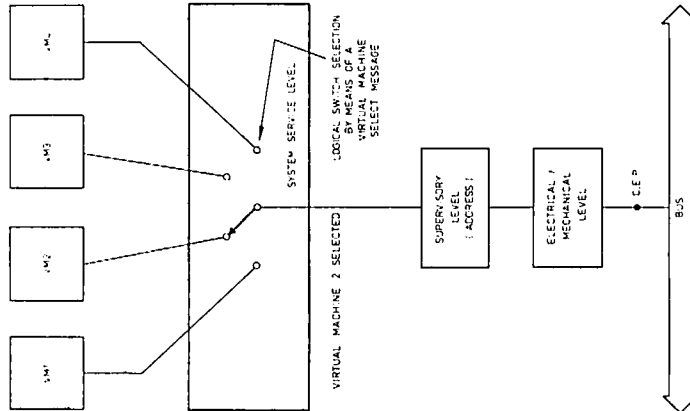 VM1
VM2
VM3
VM4
SYSTEM SERVICE LEVEL
VIRTUAL MACHINE 2 SELECTED
LOGICAL SWITCH SELECTION
BY MEANS OF A
VIRTUAL MACHINE
SELECT MESSAGE
SUPERVISORY
LEVEL
( ADDRESS )
ELECTRICAL /
MECHANICAL
LEVEL
C.E.P
BUS